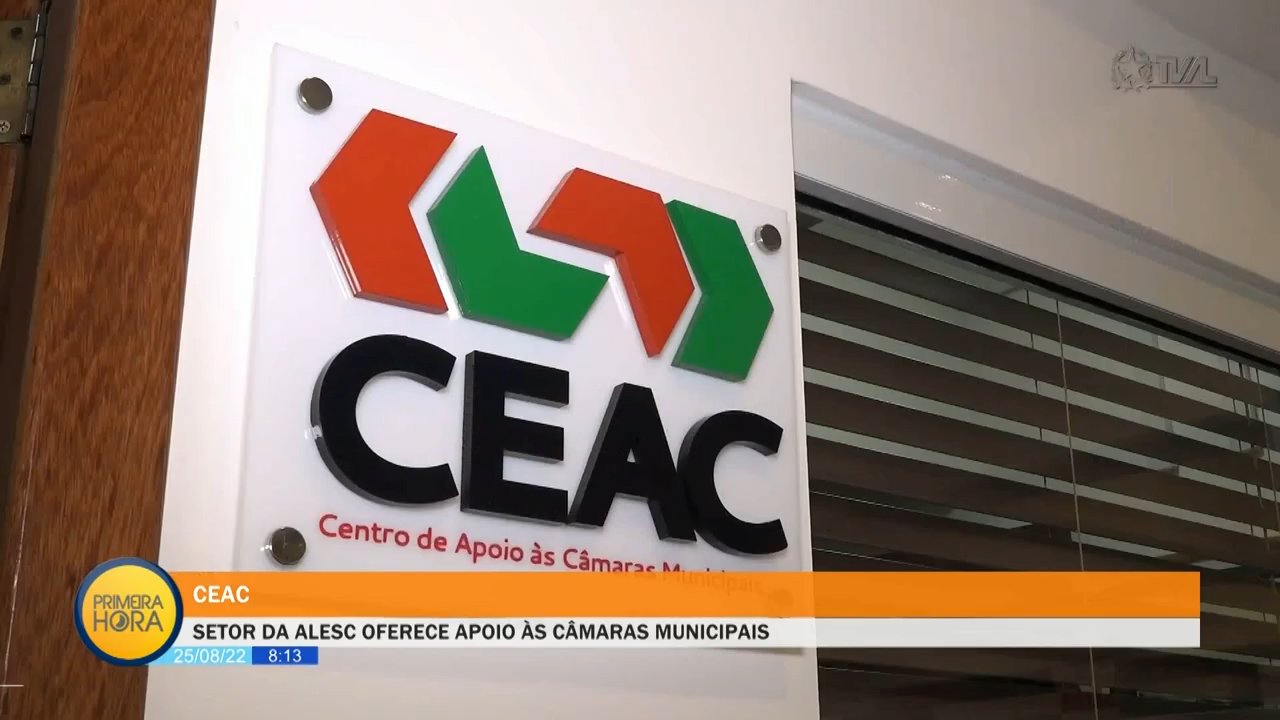 TVAL
CEAC
Centro de Apoio às Câmaras Municipais
PRIMEIRA
HORA
CEAC
SETOR DA ALESC OFERECE APOIO ÀS CÂMARAS MUNICIPAIS
25/08/22 8:13